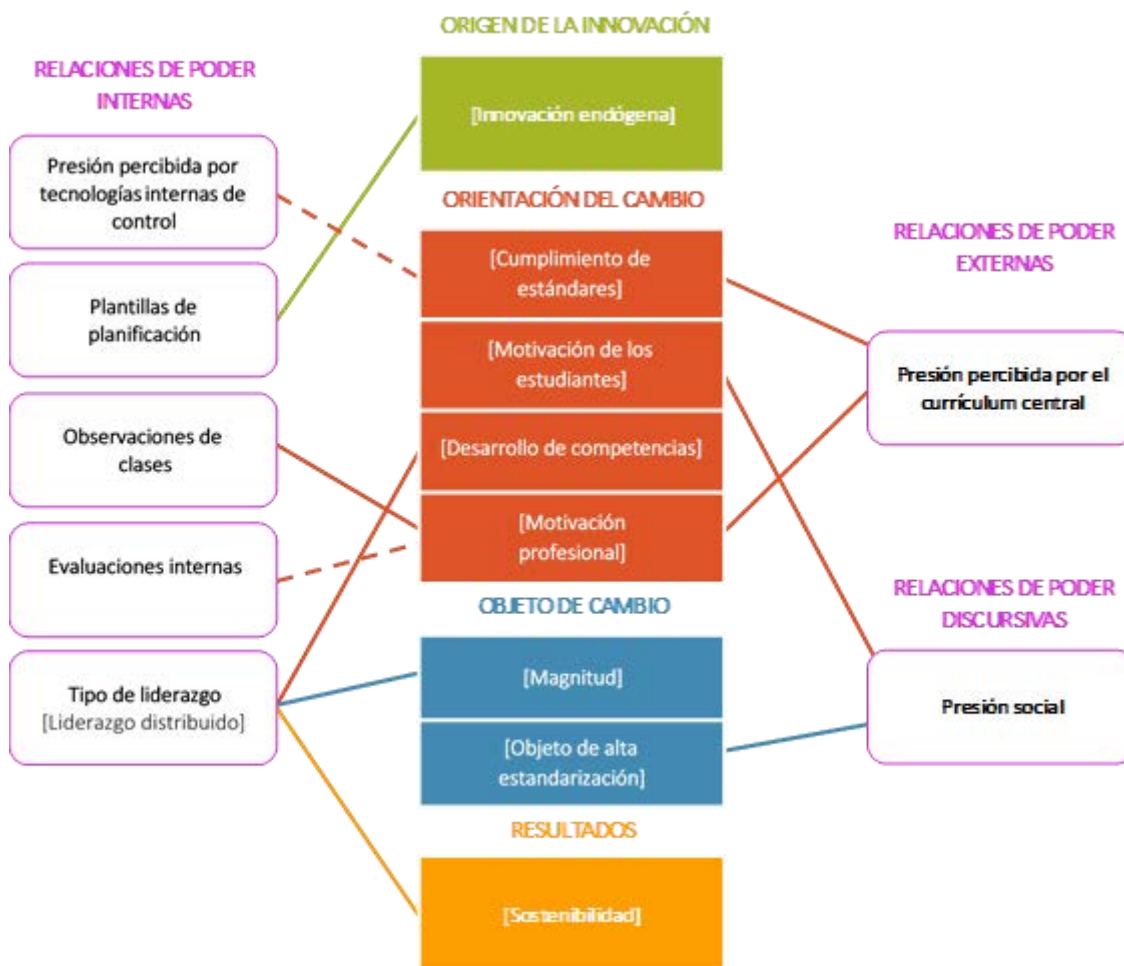 RELACIONES DE PODER
INTERNAS
Presión percibida por
tecnologías internas de
control
Plantillas de
planificación
Observaciones de
clases
Evaluaciones internas
Tipo de liderazgo
[Liderazgo distribuido]
ORIGEN DE LA INNOVACIÓN
[Innovación endógena]
ORIENTACIÓN DEL CAMBIO
[Cumplimiento de
estándares]
[Motivación de los
estudiantes]
[Desarrollo de competencias]
[Motivación
profesional]
OBJETO DE CAMBIO
[Magnitud]
[Objeto de alta
estandarización]
RESULTADOS
[Sostenibilidad]
RELACIONES DE PODER
EXTERNAS
Presión percibida por el
currículum central
RELACIONES DE PODER
DISCURSIVAS
Presión social